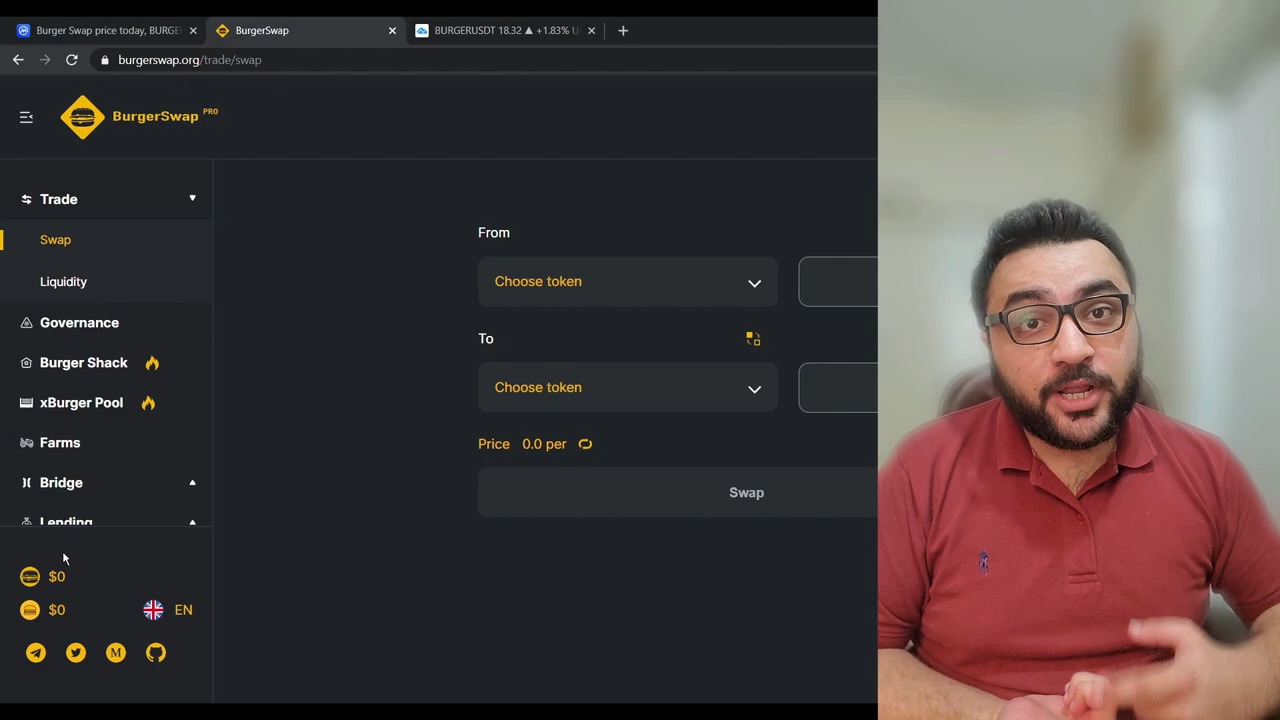 Burger Swap price today, BURGE
BurgerSwap
BURGERUSDT 18.32 ▲ +1.83% U
burgerswap.org/trade/swap
BurgerSwap PRO
Trade
Swap
Liquidity
Governance
Burger Shack
xBurger Pool
Farms
Bridge
Lending
$0
$0
EN
M
From
Choose token
To
Choose token
Price 0.0 per
Swap